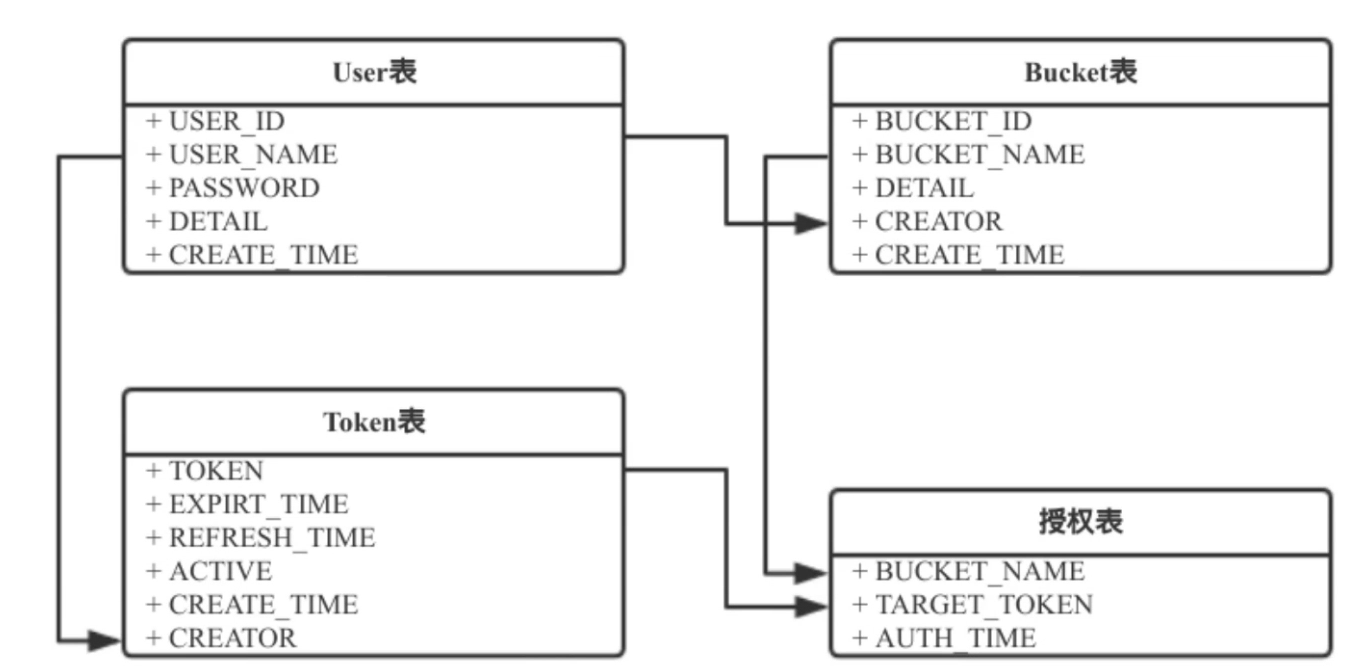 User表
+ USER_ID
+ USER_NAME
+ PASSWORD
+ DETAIL
+ CREATE_TIME
Bucket表
+ BUCKET_ID
+ BUCKET_NAME
+ DETAIL
+ CREATOR
+ CREATE_TIME
Token表
+ TOKEN
+ EXPIRT_TIME
+ REFRESH_TIME
+ ACTIVE
+ CREATE_TIME
+ CREATOR
授权表
+ BUCKET_NAME
+ TARGET_TOKEN
+ AUTH_TIME